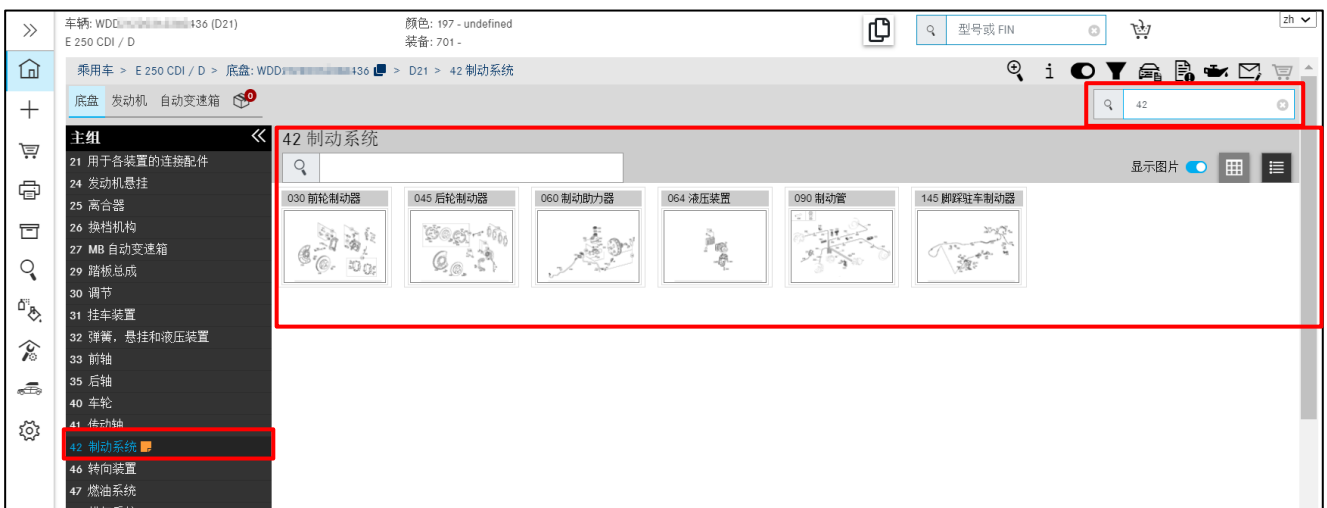 车辆: WDD 436 (D21)
E 250 CDI / D
颜色: 197 - undefined
装备: 701 -
型号或 FIN
zh
乘用车 > E 250 CDI / D > 底盘: WDD 436 > D21 > 42 制动系统
底盘 发动机 自动变速箱 0
42
主组
21 用于各装置的连接配件
24 发动机悬挂
25 离合器
26 换档机构
27 MB 自动变速箱
29 踏板总成
30 调节
31 挂车装置
32 弹簧，悬挂和液压装置
33 前轴
35 后轴
40 车轮
41 传动轴
42 制动系统
46 转向装置
47 燃油系统
42 制动系统
显示图片
030 前轮制动器
045 后轮制动器
060 制动助力器
064 液压装置
090 制动管
145 脚踩驻车制动器